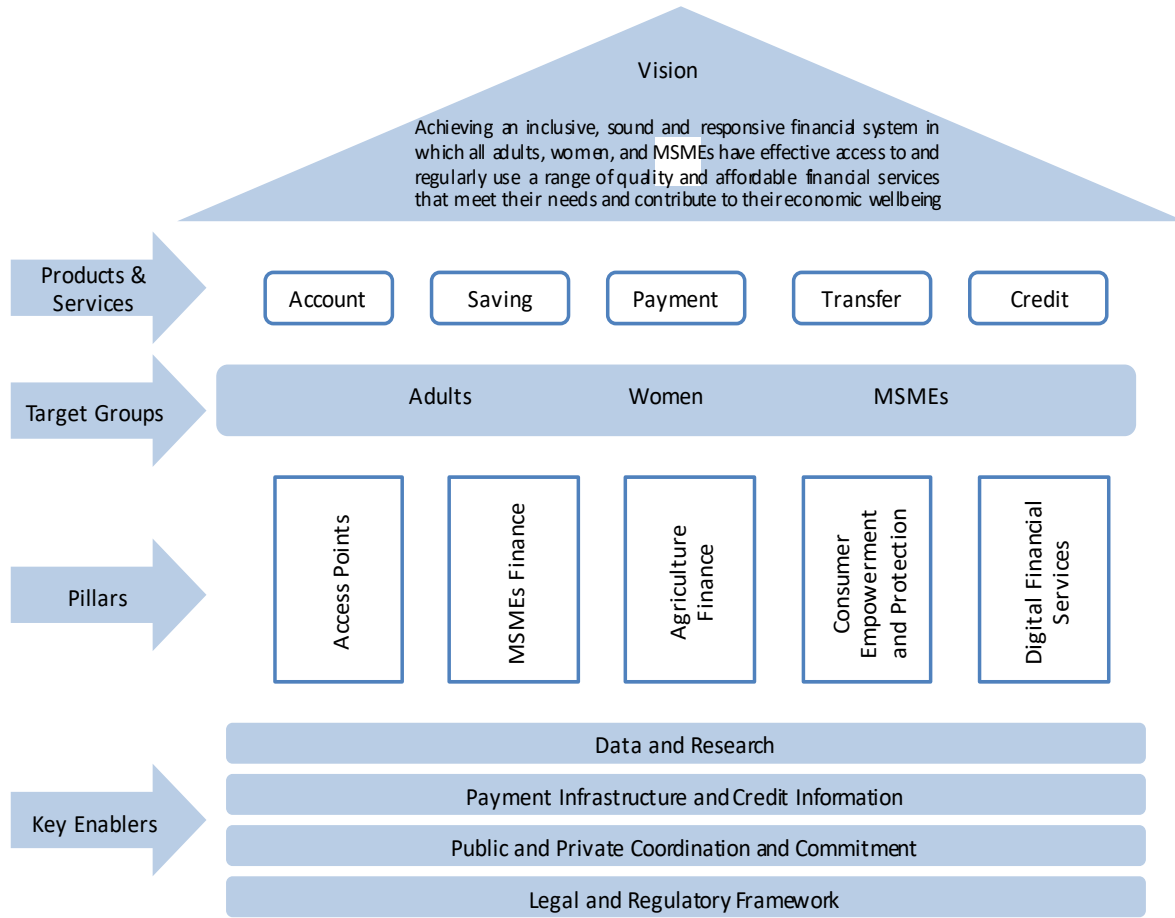 Vision
Achieving an inclusive, sound and responsive financial system in
which all adults, women, and MSMEs have effective access to and
regularly use a range of quality and affordable financial services
that meet their needs and contribute to their economic wellbeing
Products &
Services
Account
Saving
Payment
Transfer
Credit
Target Groups
Adults
Women
MSMEs
Pillars
Access Points
MSMEs Finance
Agriculture
Finance
Consumer
Empowerment
and Protection
Digital Financial
Services
Key Enablers
Data and Research
Payment Infrastructure and Credit Information
Public and Private Coordination and Commitment
Legal and Regulatory Framework